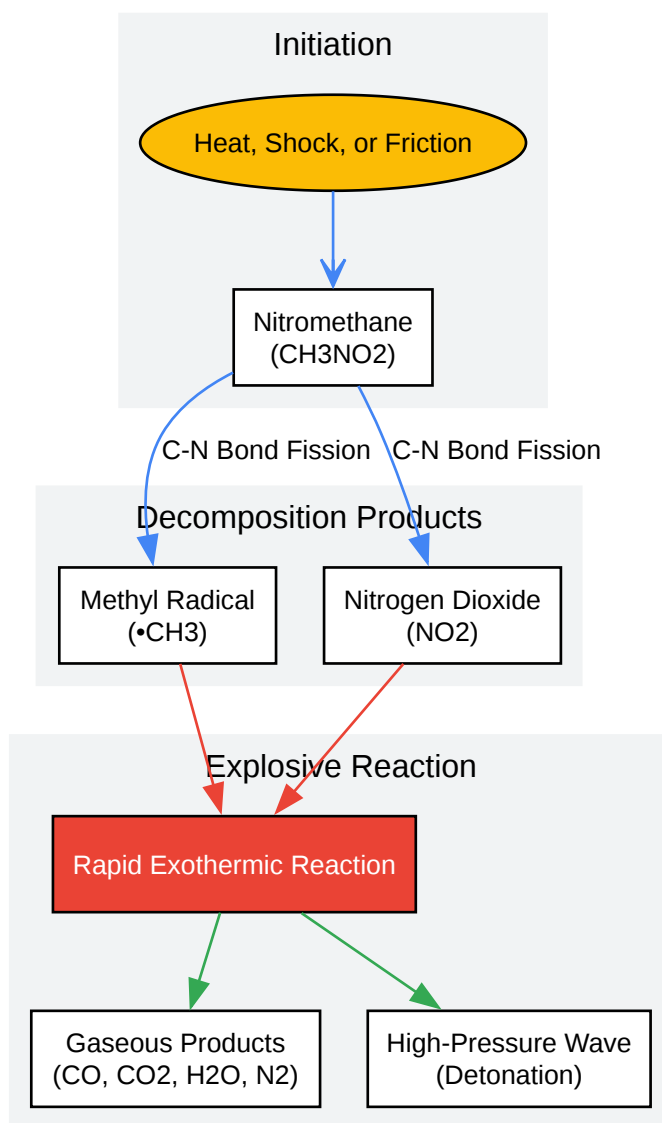 Initiation
Heat, Shock, or Friction
Nitromethane
(CH3NO2)
C-N Bond Fission
C-N Bond Fission
Decomposition Products
Methyl Radical
(•CH3)
Nitrogen Dioxide
(NO2)
Explosive Reaction
Rapid Exothermic Reaction
Gaseous Products
(CO, CO2, H2O, N2)
High-Pressure Wave
(Detonation)